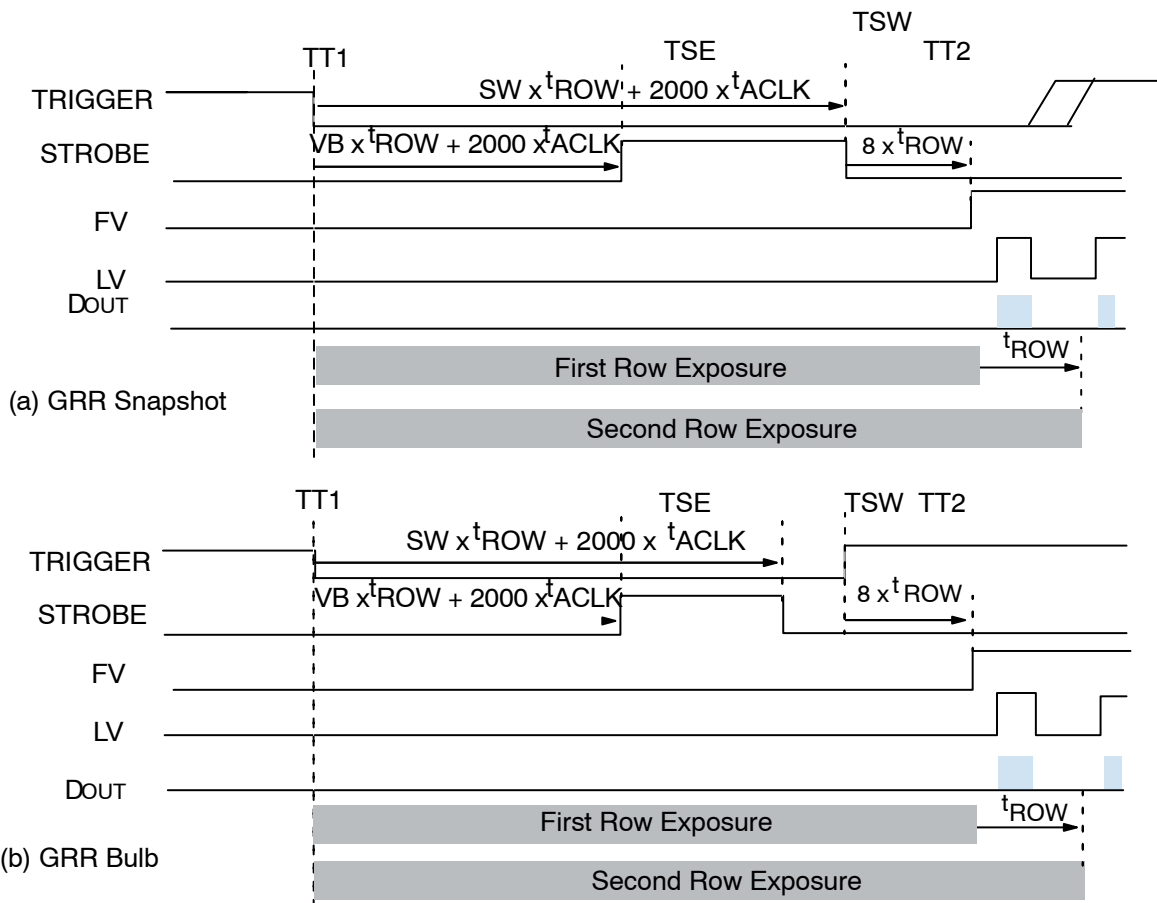 TSW
TT1 TSE TT2
SW x tROW + 2000 x tACLK
TRIGGER
VB x tROW + 2000 x tACLK 8 x tROW
STROBE
FV
LV
DOUT
tROW
First Row Exposure
(a) GRR Snapshot
Second Row Exposure
TT1 TSE TSW TT2
SW x tROW + 2000 x tACLK
TRIGGER
VB x tROW + 2000 x tACLK 8 x tROW
STROBE
FV
LV
DOUT
tROW
First Row Exposure
(b) GRR Bulb
Second Row Exposure